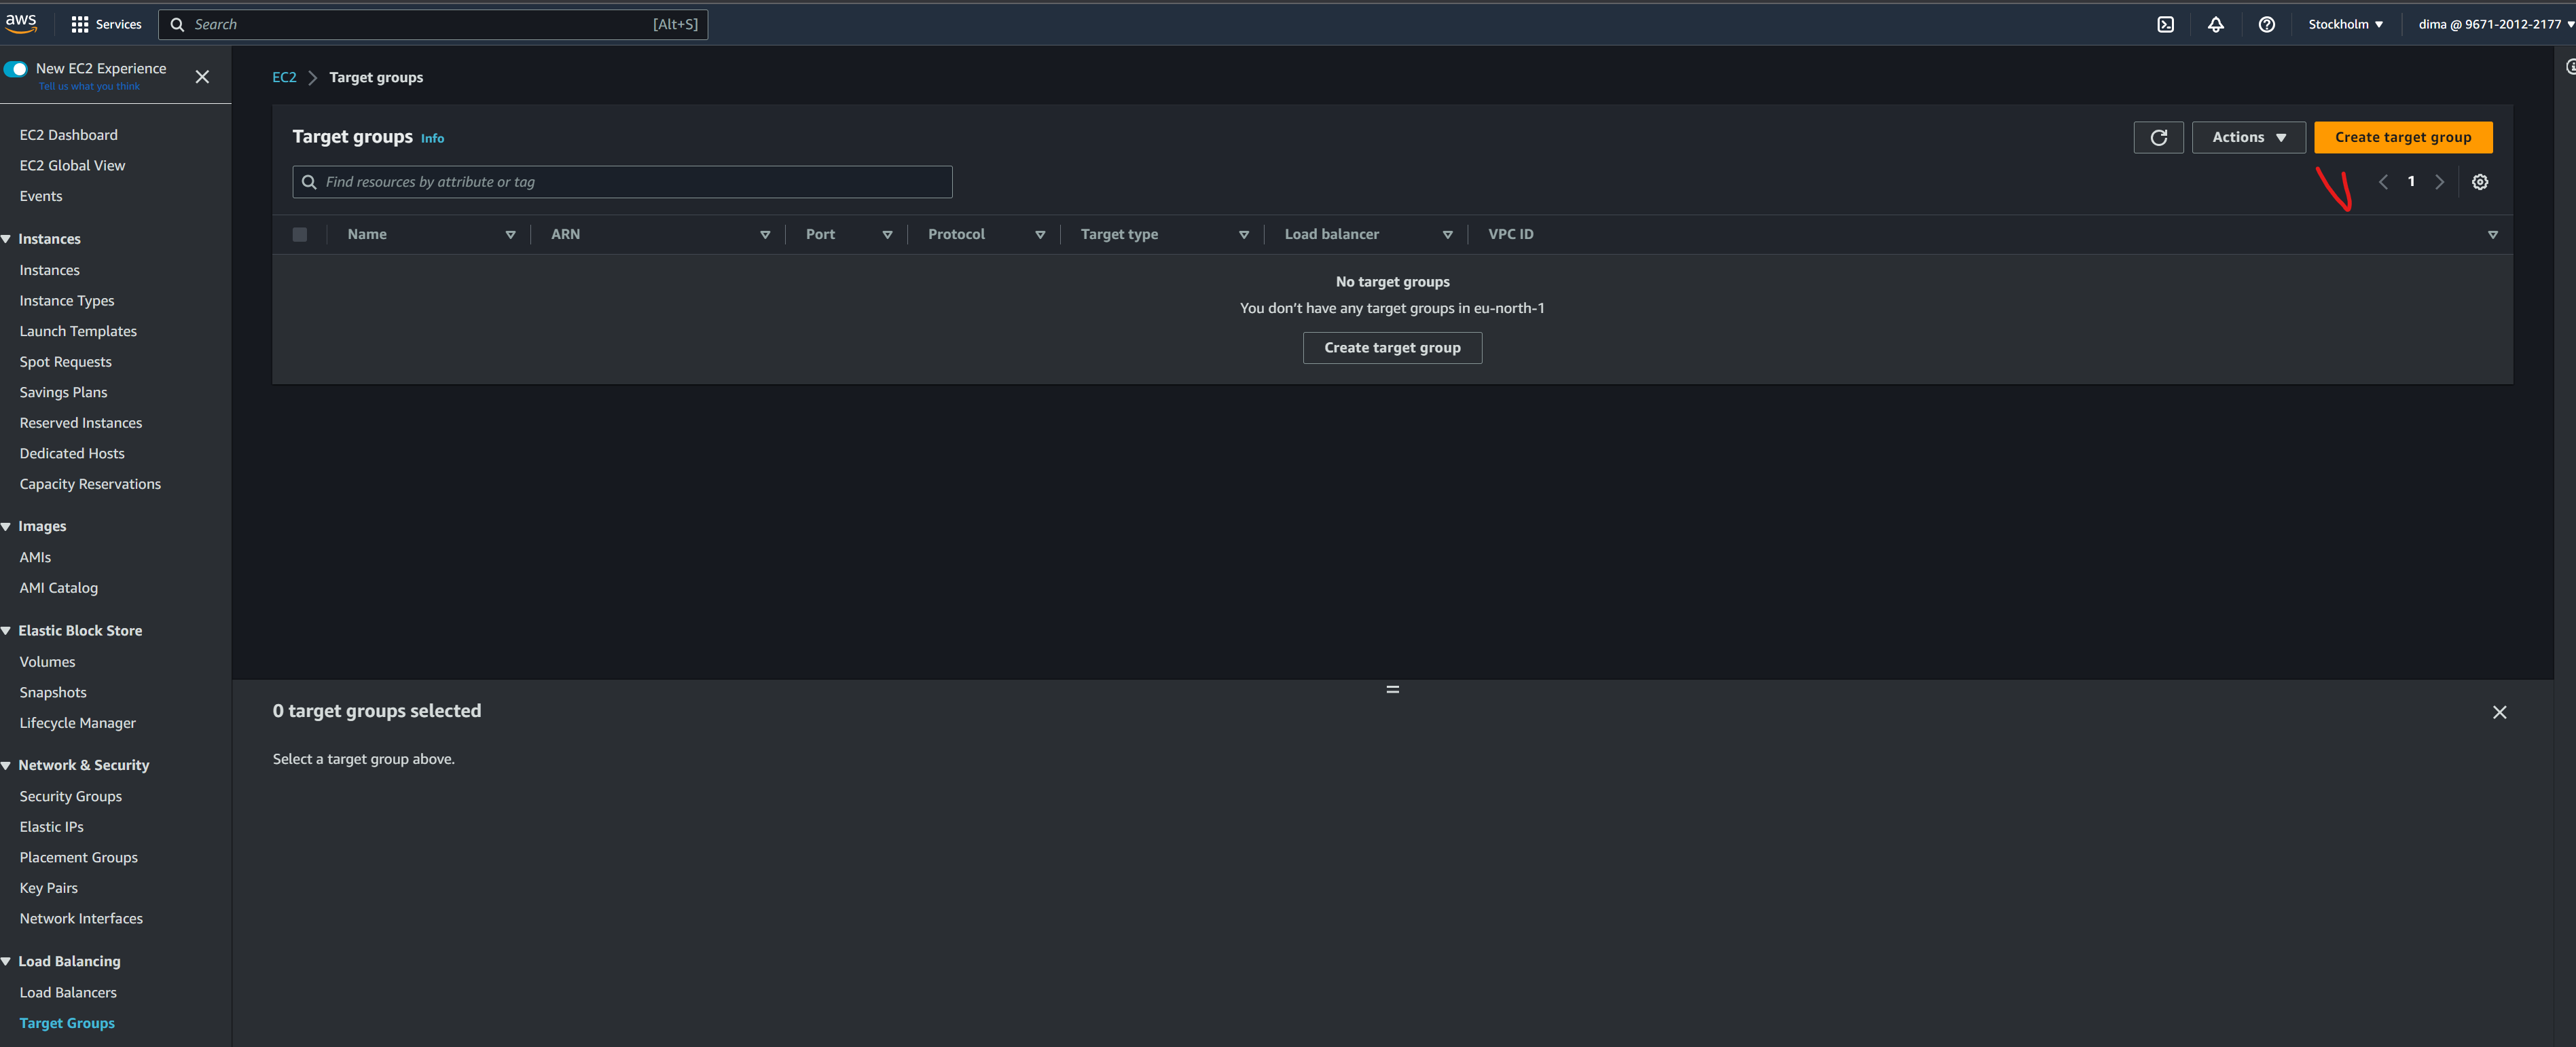 aws
Services
Search
[Alt+S]
Stockholm
dima @ 9671-2012-2177
New EC2 Experience
Tell us what you think
EC2 Dashboard
EC2 Global View
Events
Instances
Instances
Instance Types
Launch Templates
Spot Requests
Savings Plans
Reserved Instances
Dedicated Hosts
Capacity Reservations
Images
AMIs
AMI Catalog
Elastic Block Store
Volumes
Snapshots
Lifecycle Manager
Network & Security
Security Groups
Elastic IPs
Placement Groups
Key Pairs
Network Interfaces
Load Balancing
Load Balancers
Target Groups
EC2 Target groups
Target groups Info
Actions
Create target group
Find resources by attribute or tag
1
Name ARN Port Protocol Target type Load balancer VPC ID
No target groups
You don’t have any target groups in eu-north-1
Create target group
0 target groups selected
Select a target group above.